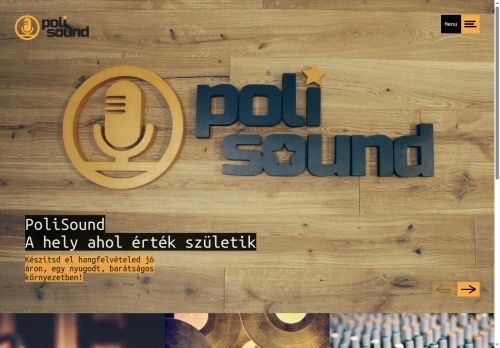 poli
sound
Menu
poli
sound
PoliSound
A hely ahol érték születik
Készítsd el hangfelvételed jó
áron, egy nyugodt, barátságos
környezetben!